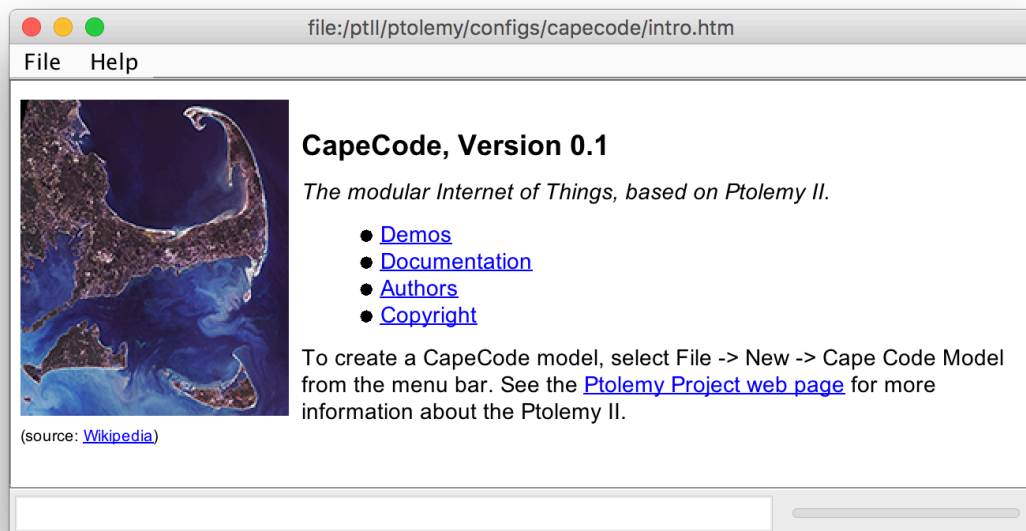 file:/ptII/ptolemy/configs/capecode/intro.htm
File Help
CapeCode, Version 0.1
The modular Internet of Things, based on Ptolemy II.
Demos
Documentation
Authors
Copyright
To create a CapeCode model, select File -> New -> Cape Code Model
from the menu bar. See the Ptolemy Project web page for more
information about the Ptolemy II.
(source: Wikipedia)